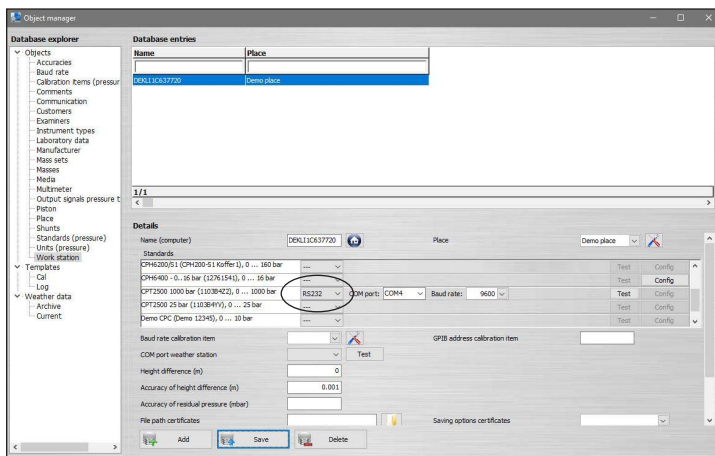 Object manager
Database explorer
Objects
Accuracies
Baud rate
Calibration items (pressur
Comments
Communication
Customers
Examiners
Instrument types
Laboratory data
Manufacturer
Mass sets
Masses
Media
Multimeter
Output signals pressure t
Piston
Place
Shunts
Standards (pressure)
Units (pressure)
Work station
Templates
Cal
Log
Weather data
Archive
Current
Database entries
Name Place
DEKLI1C637720 Demo place
1/1
Details
Name (computer) DEKLI1C637720 Place Demo place
Standards
CPH6200/S1 (CPH200-S1 Koffer1), 0 ... 160 bar --- Test Config
CPH6400 - 0..16 bar (12761541), 0 ... 16 bar --- Test Config
CPT2500 1000 bar (1103B4Z2), 0 ... 1000 bar RS232 COM port: COM4 Baud rate: 9600 Test Config
CPT2500 25 bar (1103B4YV), 0 ... 25 bar --- Test Config
Demo CPC (Demo 12345), 0 ... 10 bar --- Test Config
Baud rate calibration item GPIB address calibration item
COM port weather station Test
Height difference (m) 0
Accuracy of height difference (m) 0.001
Accuracy of residual pressure (mbar)
File path certificates Saving options certificates
Add Save Delete